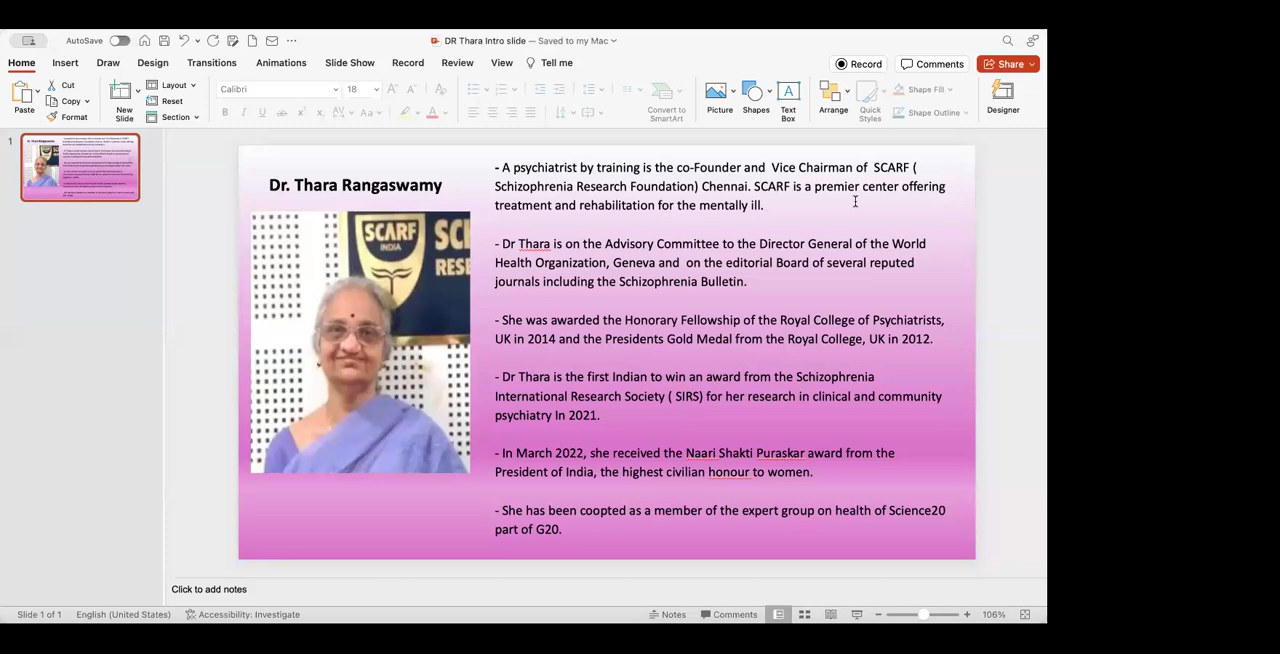 AutoSave
DR Thara Intro slide — Saved to my Mac
Home Insert Draw Design Transitions Animations Slide Show Record Review View Tell me
Record Comments Share
Paste
Cut
Copy
Format
New Slide
Layout
Reset
Section
Calibri 18
Convert to SmartArt
Picture
Shapes
Text Box
Arrange
Quick Styles
Shape Fill
Shape Outline
Designer
1
Dr. Thara Rangaswamy
SCARF
INDIA
SCA
RESE
- A psychiatrist by training is the co-Founder and Vice Chairman of SCARF (
Schizophrenia Research Foundation) Chennai. SCARF is a premier center offering
treatment and rehabilitation for the mentally ill.
- Dr Thara is on the Advisory Committee to the Director General of the World
Health Organization, Geneva and on the editorial Board of several reputed
journals including the Schizophrenia Bulletin.
- She was awarded the Honorary Fellowship of the Royal College of Psychiatrists,
UK in 2014 and the Presidents Gold Medal from the Royal College, UK in 2012.
- Dr Thara is the first Indian to win an award from the Schizophrenia
International Research Society ( SIRS) for her research in clinical and community
psychiatry In 2021.
- In March 2022, she received the Naari Shakti Puraskar award from the
President of India, the highest civilian honour to women.
- She has been coopted as a member of the expert group on health of Science20
part of G20.
Click to add notes
Slide 1 of 1 English (United States) Accessibility: Investigate Notes Comments 106%